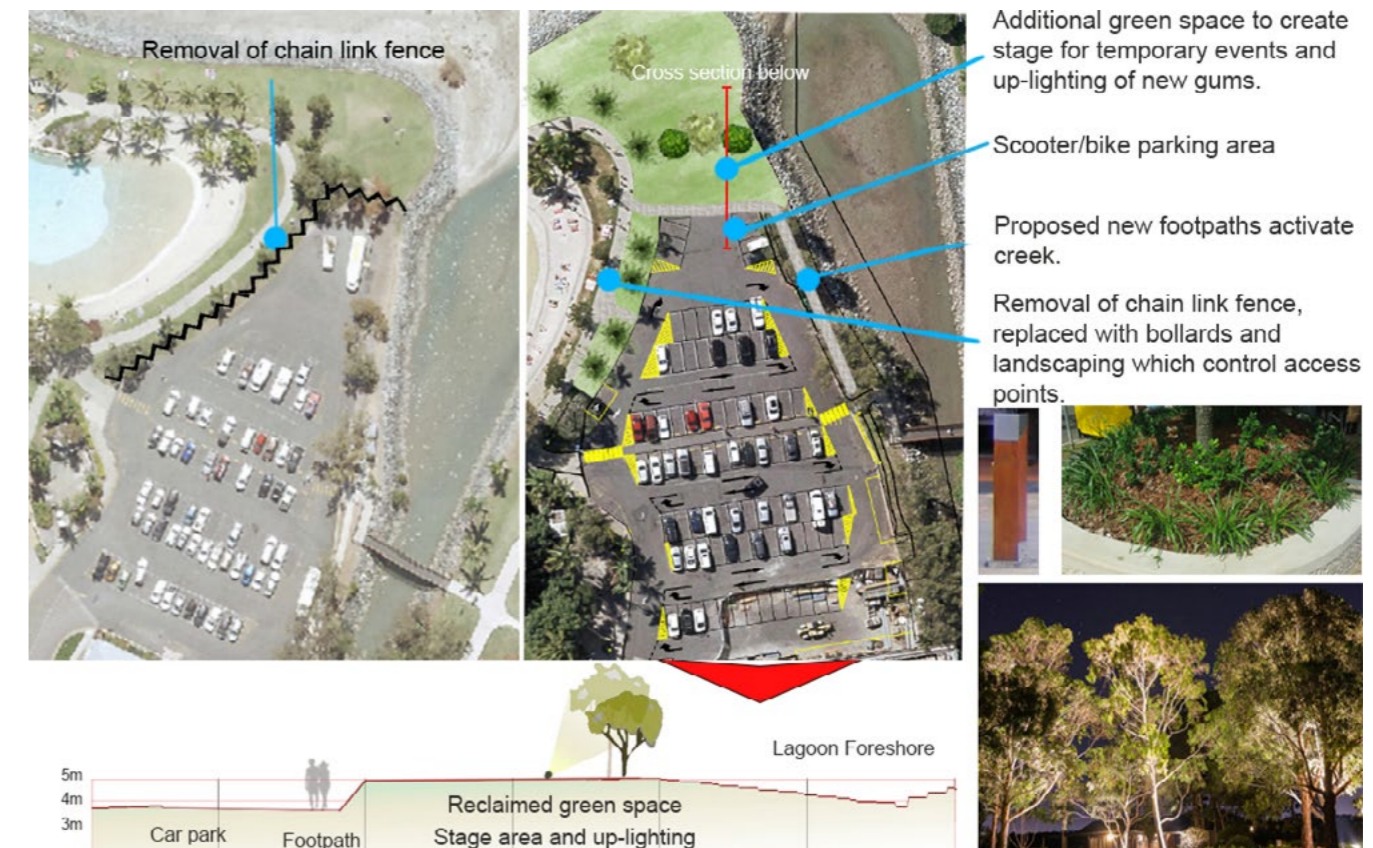 Removal of chain link fence
Cross section below
Additional green space to create
stage for temporary events and
up-lighting of new gums.
Scooter/bike parking area
Proposed new footpaths activate
creek.
Removal of chain link fence,
replaced with bollards and
landscaping which control access
points.
Lagoon Foreshore
5m
4m
3m
Car park
Footpath
Reclaimed green space
Stage area and up-lighting